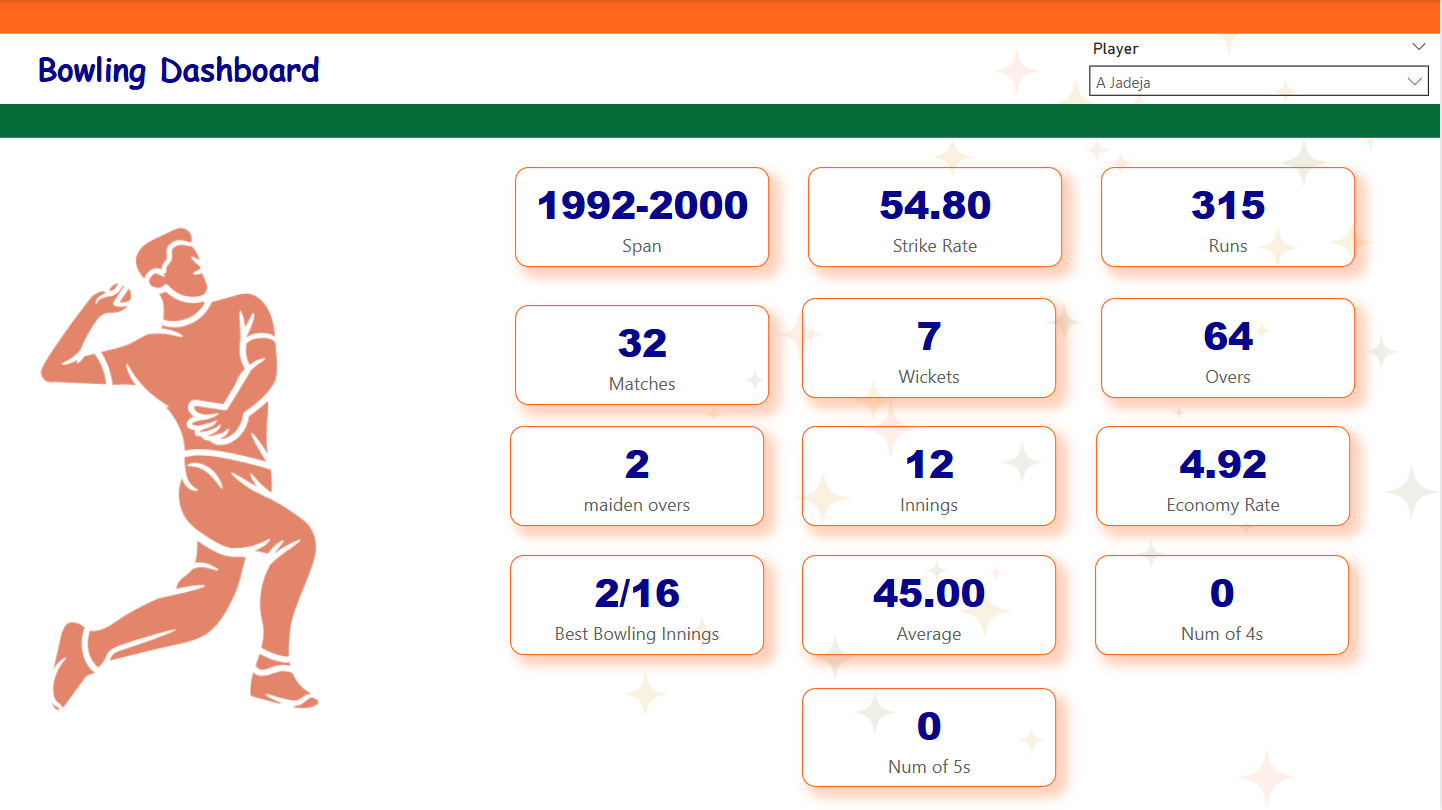 Bowling Dashboard
Player
A Jadeja
1992-2000
Span
54.80
Strike Rate
315
Runs
32
Matches
7
Wickets
64
Overs
2
maiden overs
12
Innings
4.92
Economy Rate
2/16
Best Bowling Innings
45.00
Average
0
Num of 4s
0
Num of 5s